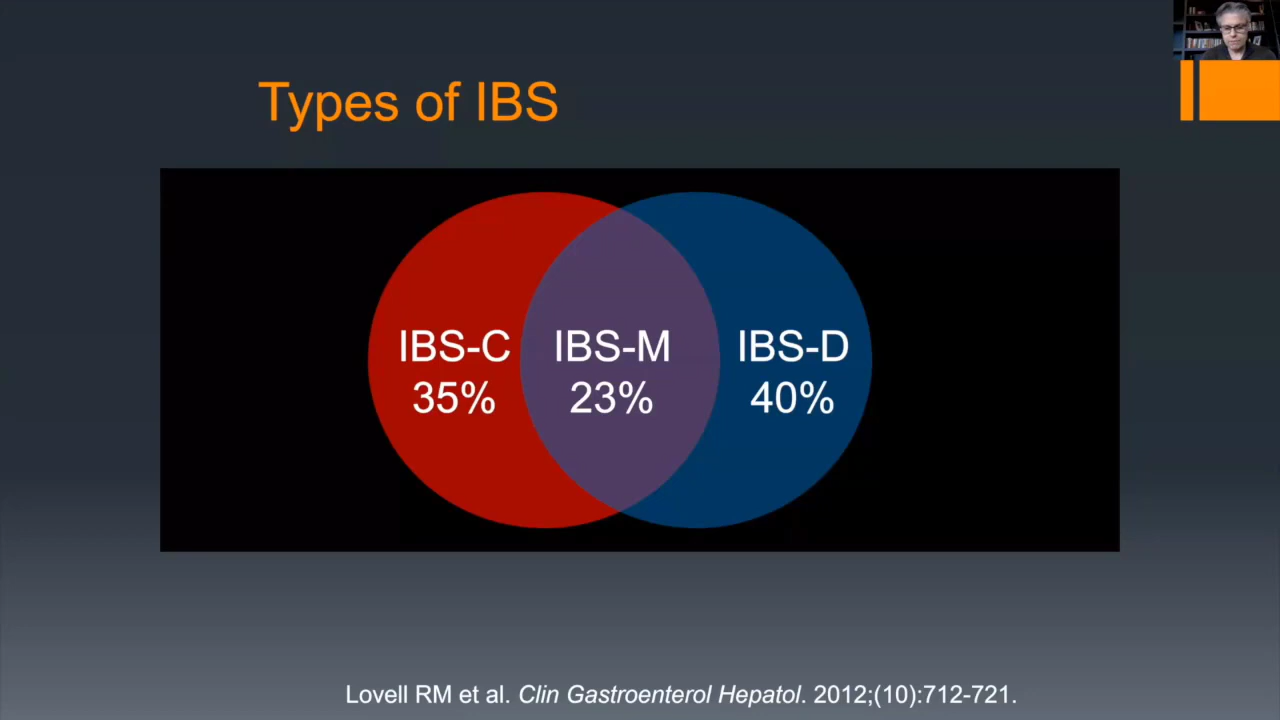 Types of IBS
IBS-C IBS-M IBS-D
35% 23% 40%
Lovell RM et al. Clin Gastroenterol Hepatol. 2012;(10):712-721.